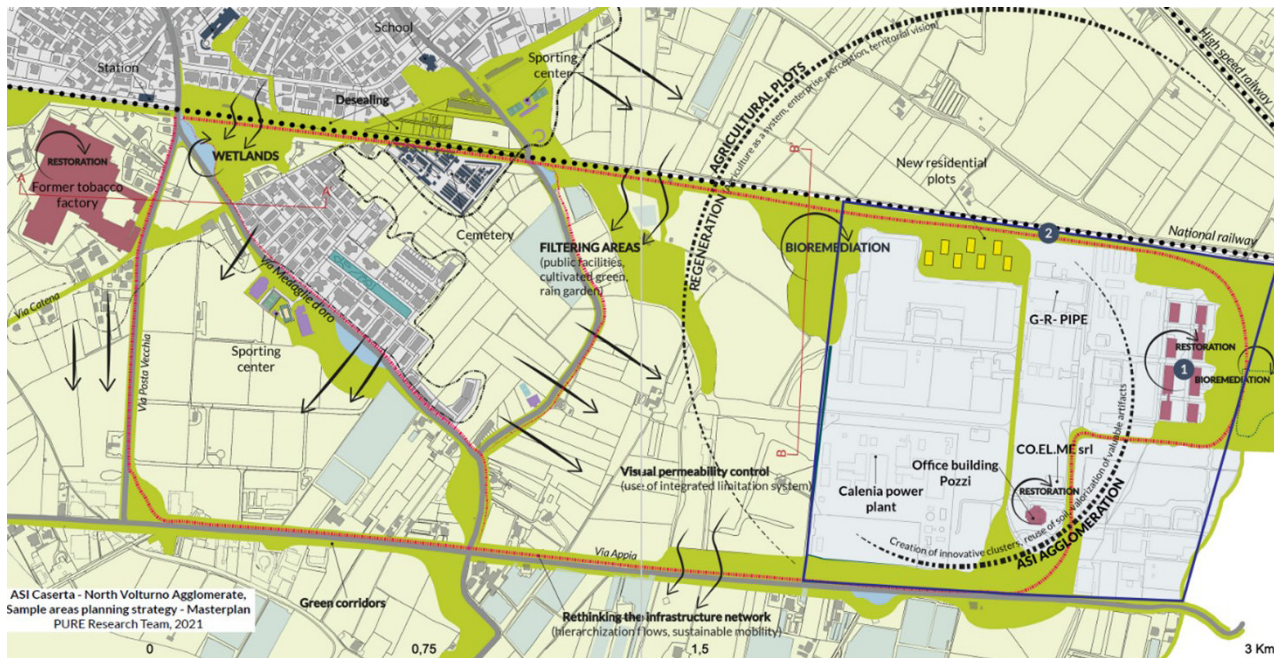 School
Station
Sporting
center
High speed railway
Desealing
WETLANDS
RESTORATION
Former tobacco
factory
A
A'
Cemetery
FILTERING AREAS
(public facilities,
cultivated green,
rain garden)
REGENERATION AGRICULTURAL PLOTS
B'
New residential
plots
BIOREMEDIATION
2
National railway
Via Catena
Via Posta Vecchia
Via Medaglie d'oro
Sporting
center
G-R- PIPE
RESTORATION
1
BIOREMEDIATION
B
Visual permeability control
(use of integrated limitation system)
Calenia power
plant
Office building
Pozzi
CO.EL.ME srl
RESTORATION
Creation of innovative clusters, reuse of soil, valorization of valuable artifacts
ASI AGGLOMERATION
Via Appia
ASI Caserta - North Volturno Agglomerate,
Sample areas planning strategy - Masterplan
PURE Research Team, 2021
Green corridors
Rethinking the infrastructure network
(hierarchization flows, sustainable mobility)
0
0,75
1,5
3 Km